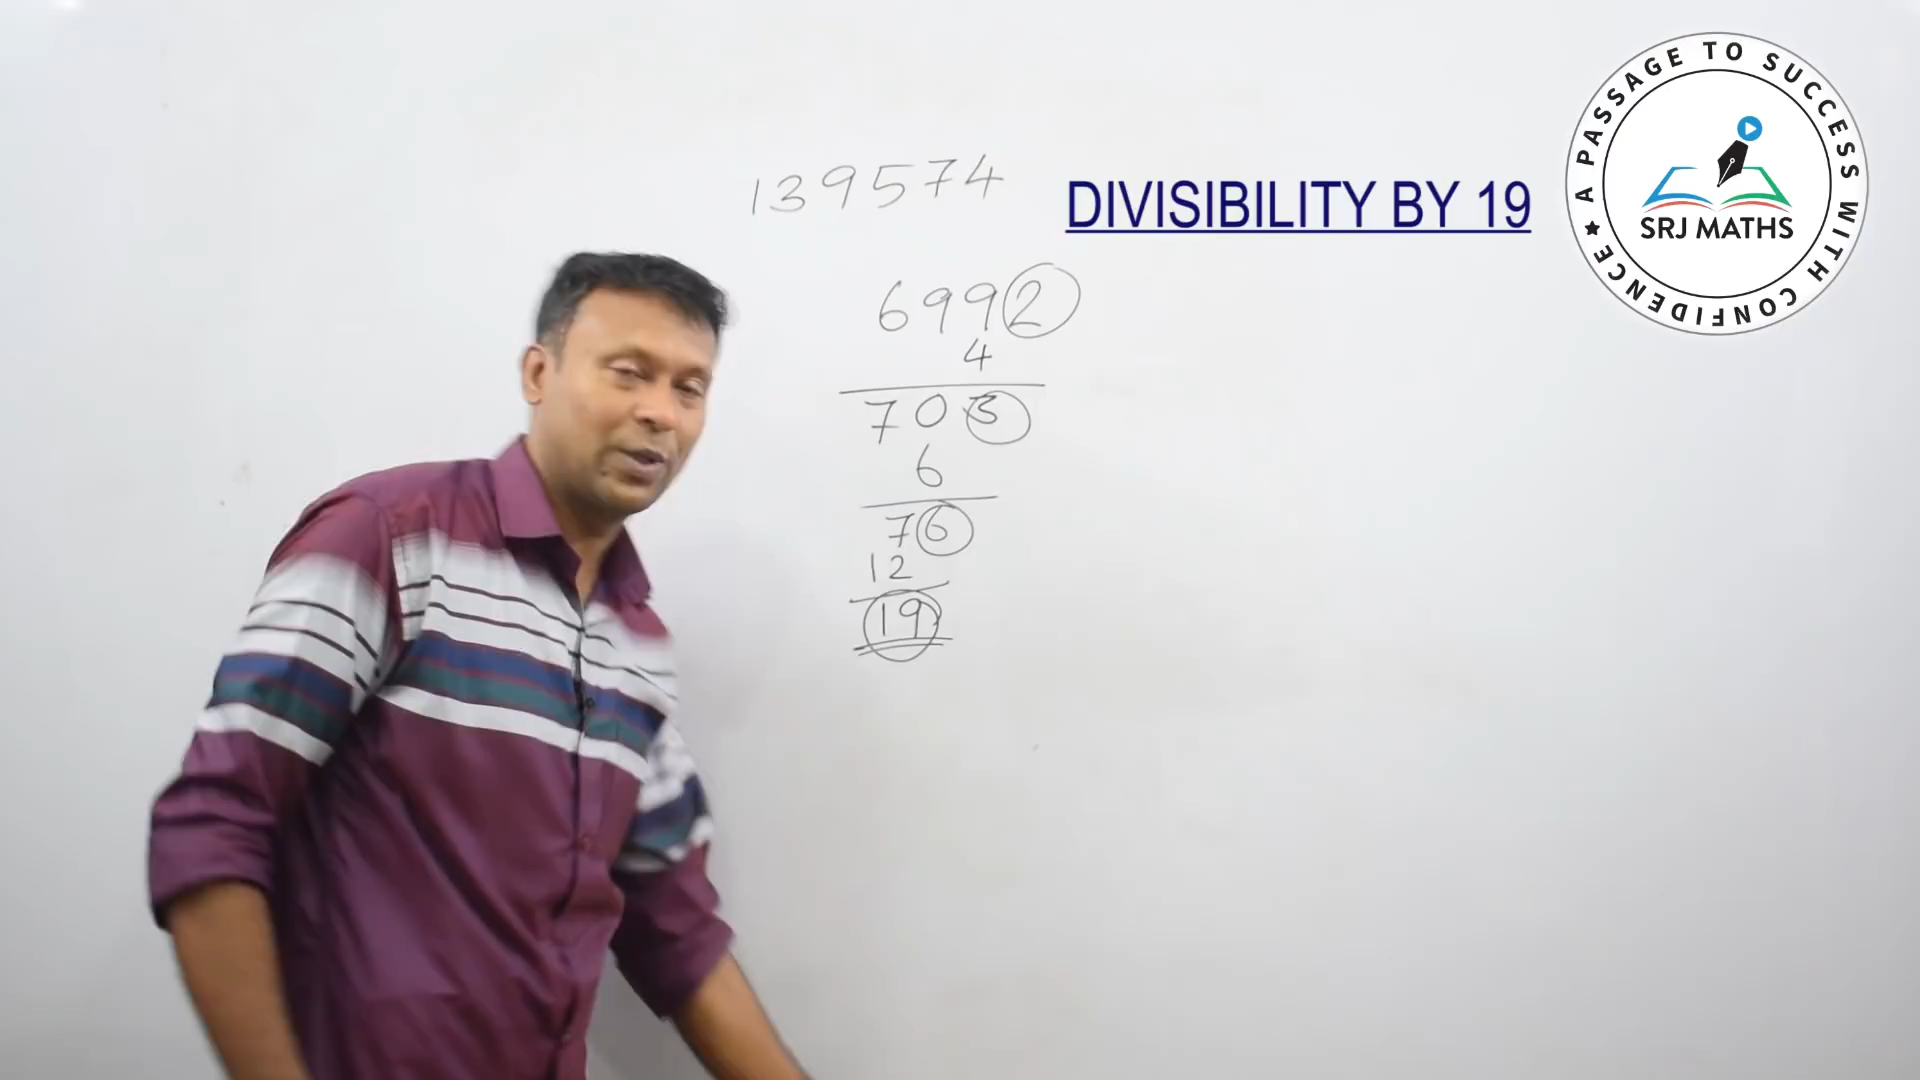 139574
DIVISIBILITY BY 19
A PASSAGE TO SUCCESS WITH CONFIDENCE
SRJ MATHS
6992
4
703
6
76
12
19